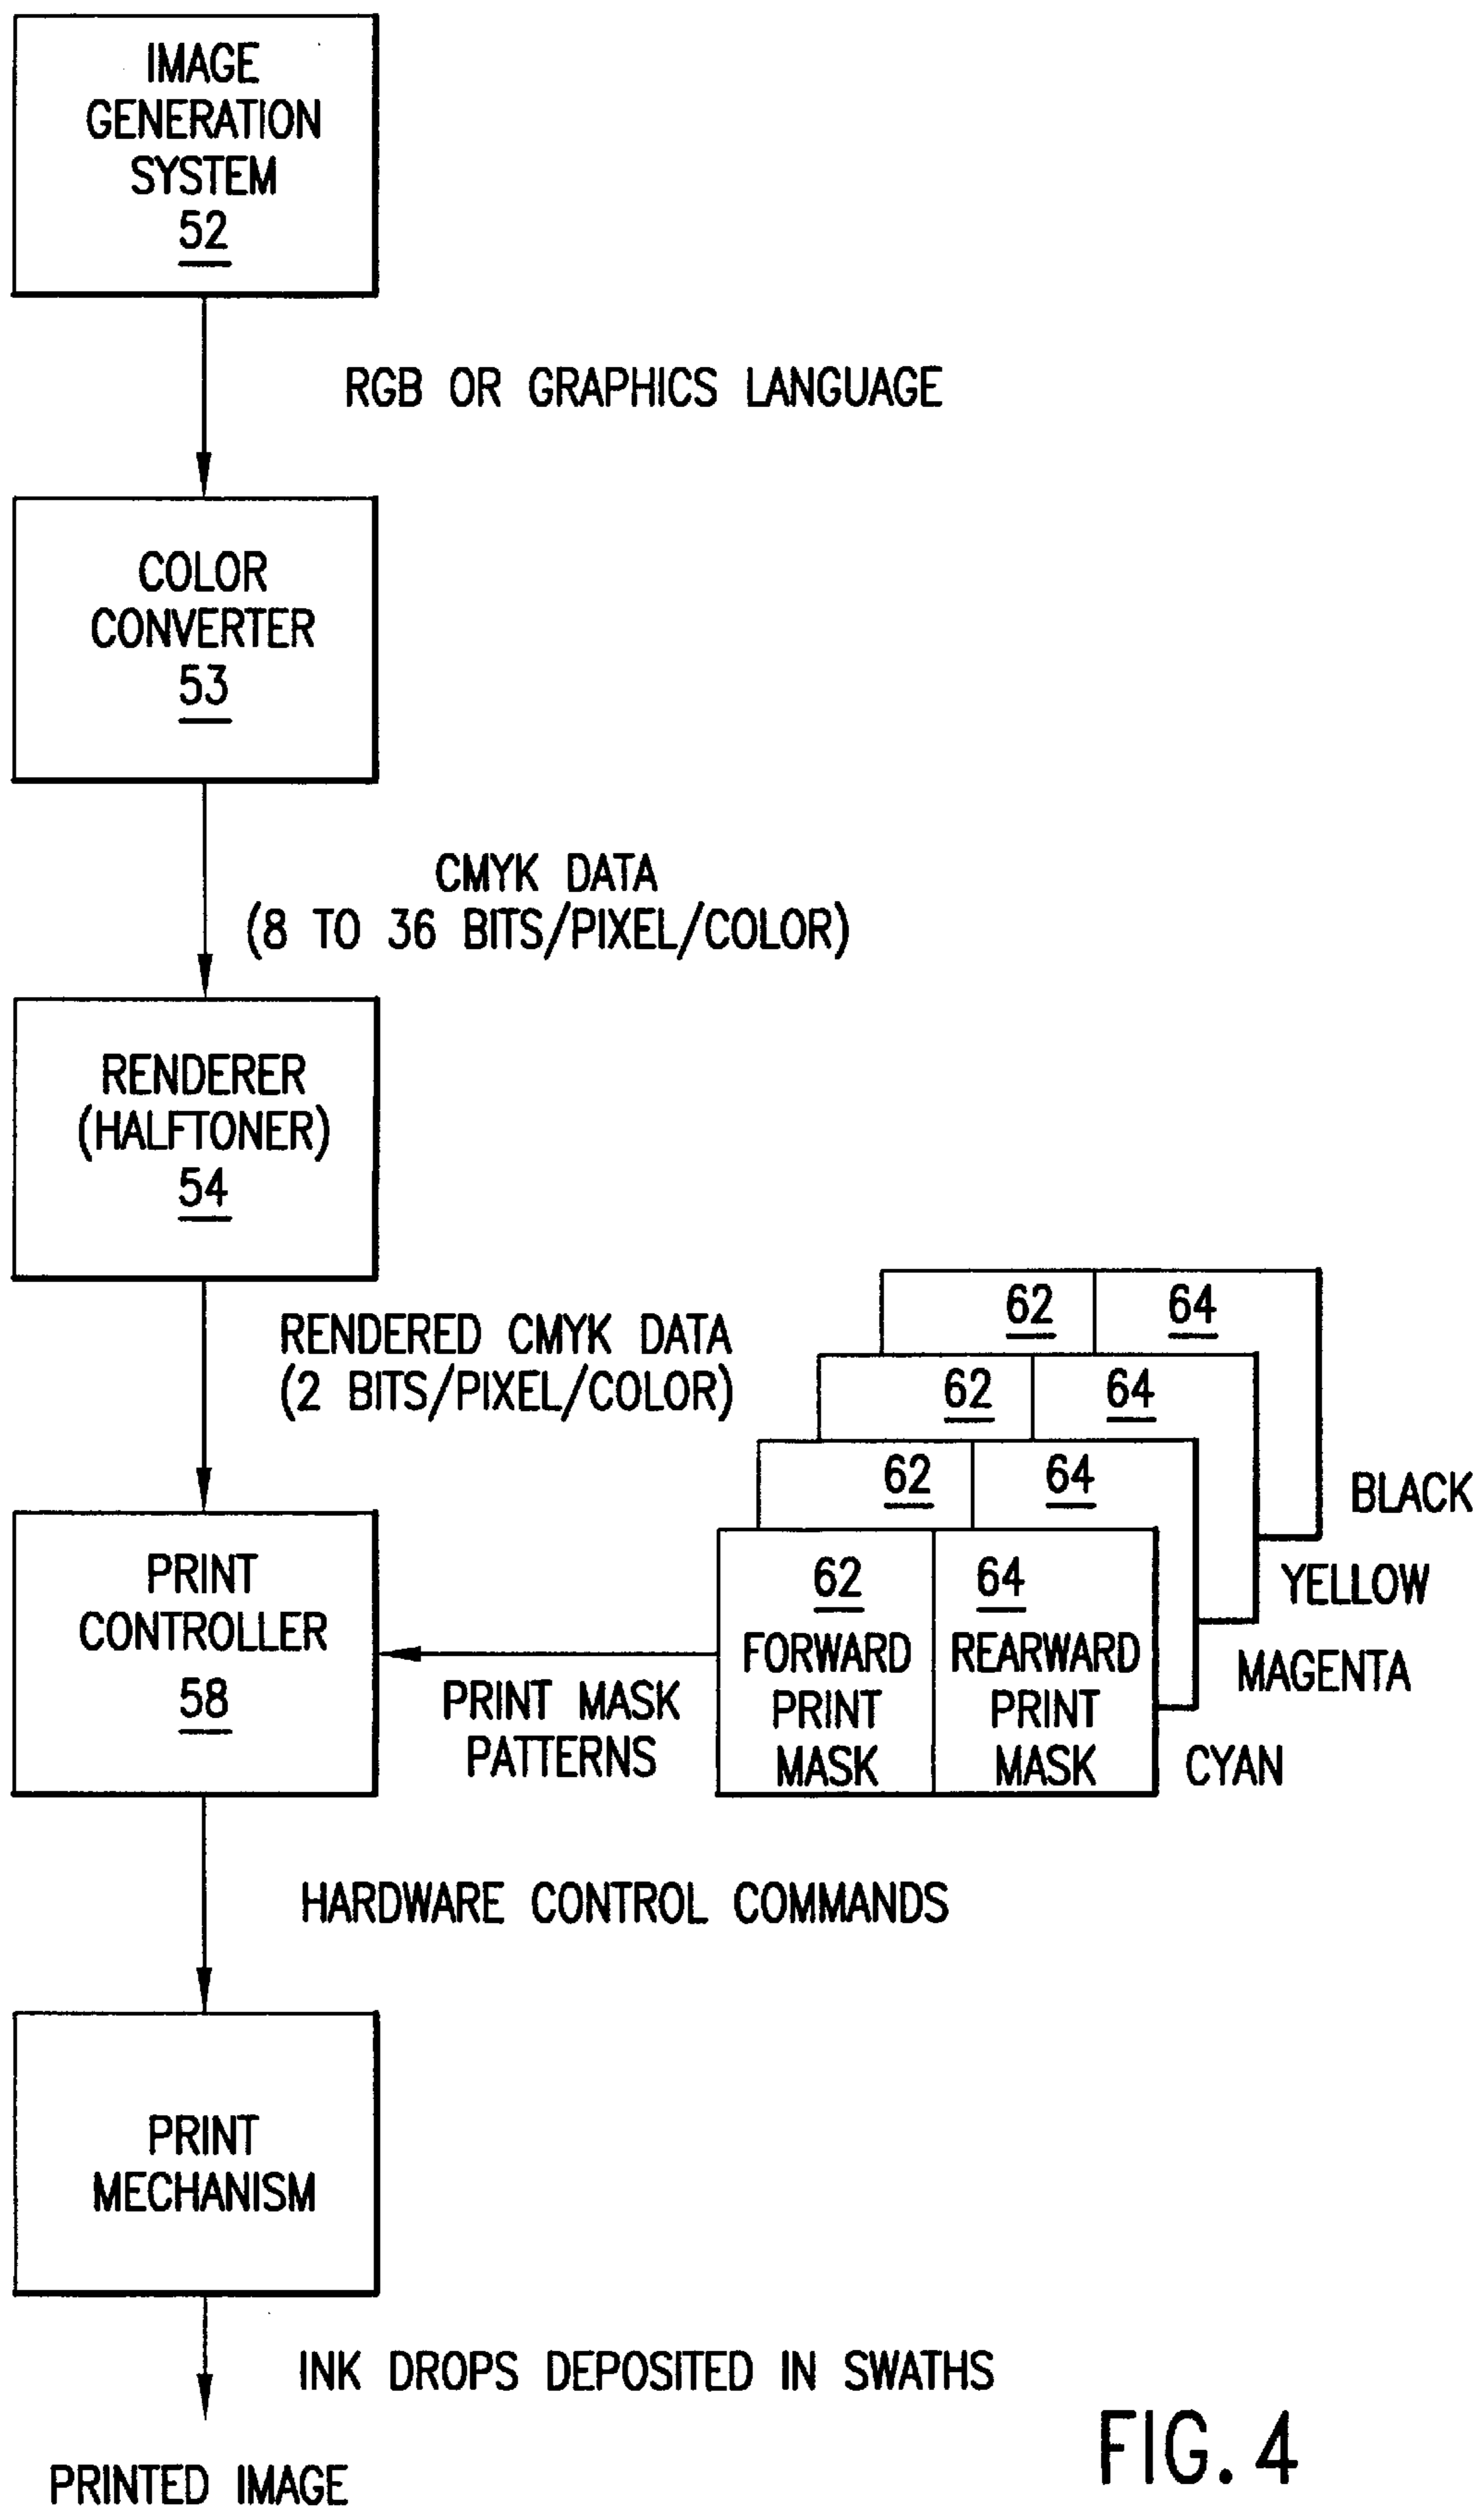 IMAGE
GENERATION
SYSTEM
52
RGB OR GRAPHICS LANGUAGE
COLOR
CONVERTER
53
CMYK DATA
(8 TO 36 BITS/PIXEL/COLOR)
RENDERER
(HALFTONER)
54
RENDERED CMYK DATA
(2 BITS/PIXEL/COLOR)
62 64
62 64
62 64
BLACK
YELLOW
MAGENTA
CYAN
62 64
FORWARD REARWARD
PRINT PRINT
MASK MASK
PRINT
CONTROLLER
58
PRINT MASK
PATTERNS
HARDWARE CONTROL COMMANDS
PRINT
MECHANISM
INK DROPS DEPOSITED IN SWATHS
PRINTED IMAGE
FIG. 4